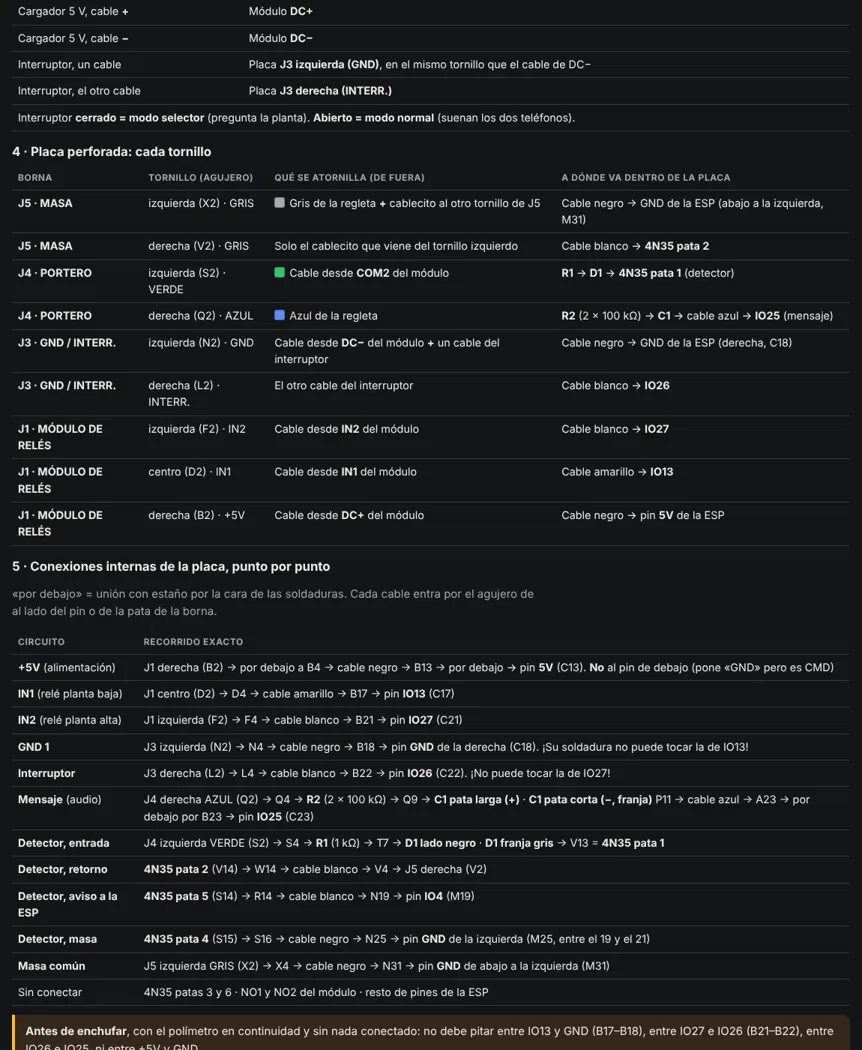 Cargador 5 V, cable + Módulo DC+
Cargador 5 V, cable − Módulo DC−
Interruptor, un cable Placa J3 izquierda (GND), en el mismo tornillo que el cable de DC−
Interruptor, el otro cable Placa J3 derecha (INTERR.)
Interruptor cerrado = modo selector (pregunta la planta). Abierto = modo normal (suenan los dos teléfonos).
4 · Placa perforada: cada tornillo
BORNA TORNILLO (AGUJERO) QUÉ SE ATORNILLA (DE FUERA) A DÓNDE VA DENTRO DE LA PLACA
J5 · MASA izquierda (X2) · GRIS Gris de la regleta + cablecito al otro tornillo de J5 Cable negro → GND de la ESP (abajo a la izquierda,
M31)
J5 · MASA derecha (V2) · GRIS Solo el cablecito que viene del tornillo izquierdo Cable blanco → 4N35 pata 2
J4 · PORTERO izquierda (S2) · Cable desde COM2 del módulo R1 → D1 → 4N35 pata 1 (detector)
VERDE
J4 · PORTERO derecha (Q2) · AZUL Azul de la regleta R2 (2 × 100 kΩ) → C1 → cable azul → IO25 (mensaje)
J3 · GND / INTERR. izquierda (N2) · GND Cable desde DC− del módulo + un cable del Cable negro → GND de la ESP (derecha, C18)
interruptor
J3 · GND / INTERR. derecha (L2) · El otro cable del interruptor Cable blanco → IO26
INTERR.
J1 · MÓDULO DE izquierda (F2) · IN2 Cable desde IN2 del módulo Cable blanco → IO27
RELÉS
J1 · MÓDULO DE centro (D2) · IN1 Cable desde IN1 del módulo Cable amarillo → IO13
RELÉS
J1 · MÓDULO DE derecha (B2) · +5V Cable desde DC+ del módulo Cable negro → pin 5V de la ESP
RELÉS
5 · Conexiones internas de la placa, punto por punto
«por debajo» = unión con estaño por la cara de las soldaduras. Cada cable entra por el agujero de
al lado del pin o de la pata de la borna.
CIRCUITO RECORRIDO EXACTO
+5V (alimentación) J1 derecha (B2) → por debajo a B4 → cable negro → B13 → por debajo → pin 5V (C13). No al pin de debajo (pone «GND» pero es CMD)
IN1 (relé planta baja) J1 centro (D2) → D4 → cable amarillo → B17 → pin IO13 (C17)
IN2 (relé planta alta) J1 izquierda (F2) → F4 → cable blanco → B21 → pin IO27 (C21)
GND 1 J3 izquierda (N2) → N4 → cable negro → B18 → pin GND de la derecha (C18). ¡Su soldadura no puede tocar la de IO13!
Interruptor J3 derecha (L2) → L4 → cable blanco → B22 → pin IO26 (C22). ¡No puede tocar la de IO27!
Mensaje (audio) J4 derecha AZUL (Q2) → Q4 → R2 (2 × 100 kΩ) → Q9 → C1 pata larga (+) · C1 pata corta (−, franja) P11 → cable azul → A23 → por
debajo por B23 → pin IO25 (C23)
Detector, entrada J4 izquierda VERDE (S2) → S4 → R1 (1 kΩ) → T7 → D1 lado negro · D1 franja gris → V13 = 4N35 pata 1
Detector, retorno 4N35 pata 2 (V14) → W14 → cable blanco → V4 → J5 derecha (V2)
Detector, aviso a la 4N35 pata 5 (S14) → R14 → cable blanco → N19 → pin IO4 (M19)
ESP
Detector, masa 4N35 pata 4 (S15) → S16 → cable negro → N25 → pin GND de la izquierda (M25, entre el 19 y el 21)
Masa común J5 izquierda GRIS (X2) → X4 → cable negro → N31 → pin GND de abajo a la izquierda (M31)
Sin conectar 4N35 patas 3 y 6 · NO1 y NO2 del módulo · resto de pines de la ESP
Antes de enchufar, con el polímetro en continuidad y sin nada conectado: no debe pitar entre IO13 y GND (B17–B18), entre IO27 e IO26 (B21–B22), entre
IO26 e IO25, ni entre +5V y GND.